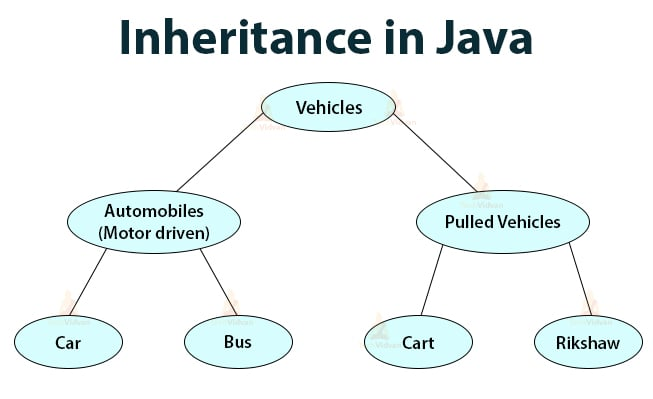 Inheritance in Java
Vehicles
Automobiles
(Motor driven)
Pulled Vehicles
Car
Bus
Cart
Rikshaw